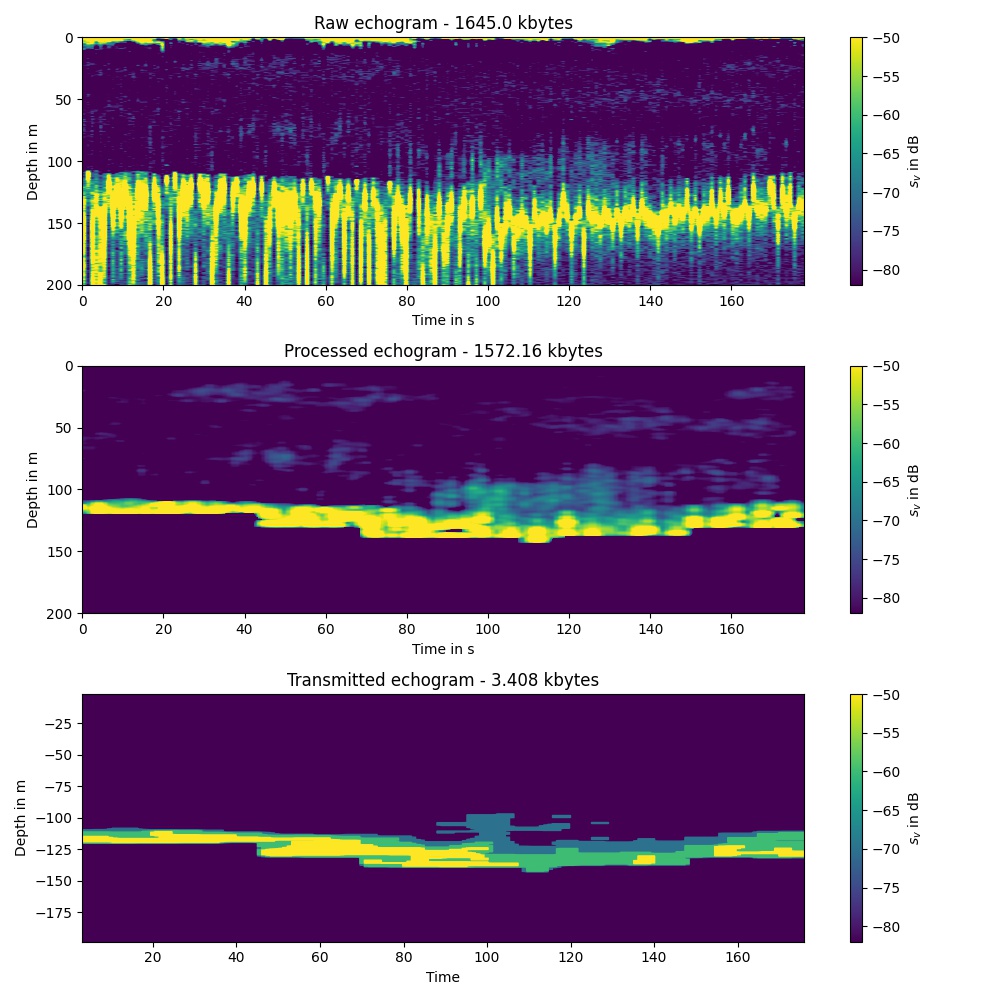 Raw echogram - 1645.0 kbytes
0
50
100
150
200
Depth in m
0 20 40 60 80 100 120 140 160
Time in s
−50
−55
−60
−65
−70
−75
−80
sv in dB
Processed echogram - 1572.16 kbytes
0
50
100
150
200
Depth in m
0 20 40 60 80 100 120 140 160
Time in s
−50
−55
−60
−65
−70
−75
−80
sv in dB
Transmitted echogram - 3.408 kbytes
−25
−50
−75
−100
−125
−150
−175
Depth in m
20 40 60 80 100 120 140 160
Time
−50
−55
−60
−65
−70
−75
−80
sv in dB